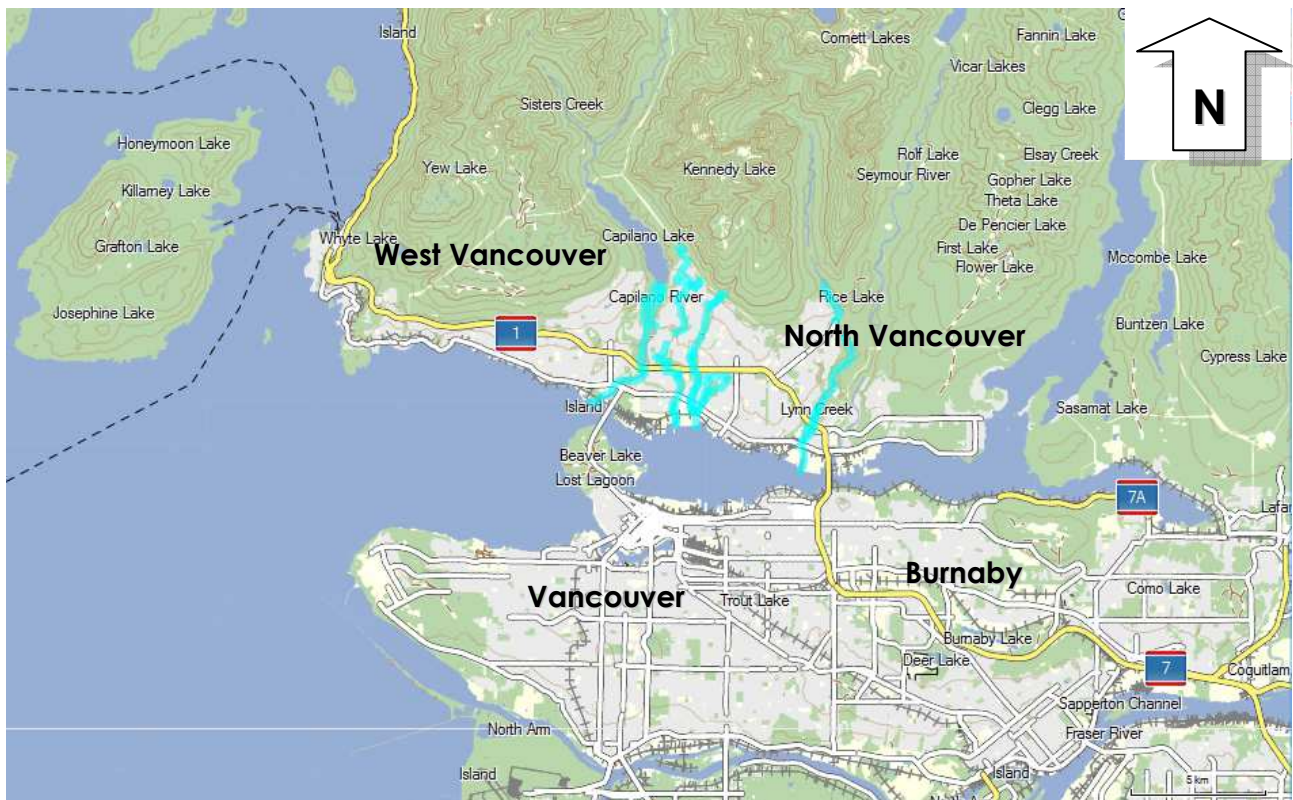 Island
Cornett Lakes
Fannin Lake
N
Vicar Lakes
Sisters Creek
Clegg Lake
Honeymoon Lake
Yew Lake
Kennedy Lake
Rolf Lake
Elsay Creek
Seymour River
Gopher Lake
Killarney Lake
Theta Lake
De Pencier Lake
Whyte Lake
Capilano Lake
Grafton Lake
West Vancouver
First Lake
Flower Lake
Mccombe Lake
Capilano River
Rice Lake
Josephine Lake
Buntzen Lake
1
North Vancouver
Cypress Lake
Island
Lynn Creek
Sasamat Lake
Beaver Lake
Lost Lagoon
7A
Lafar
Burnaby
Vancouver
Trout Lake
Como Lake
Burnaby Lake
Deer Lake
7
Coquitlam
Sapperton Channel
North Arm
Fraser River
Island
Island
5 km